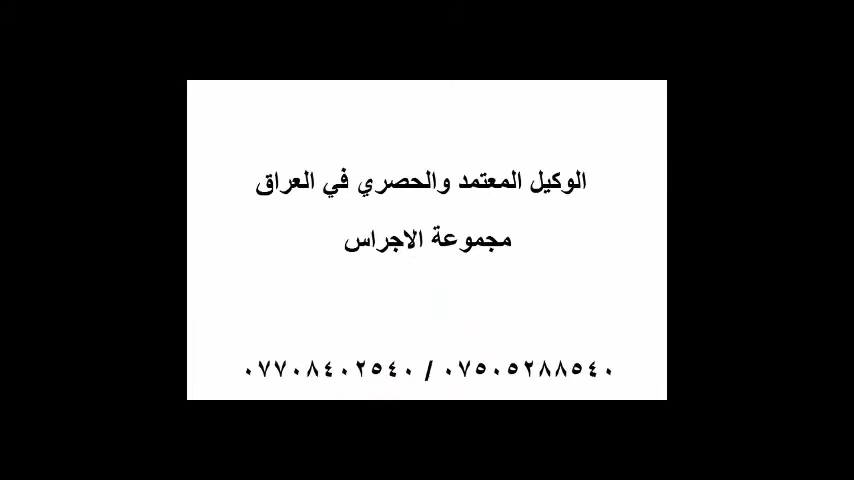 الوكيل المعتمد والحصري في العراق
مجموعة الاجراس
٠٧٧٠٨٤٠٢٥٤٠ / ٠٧٥٠٥٢٨٨٥٤٠